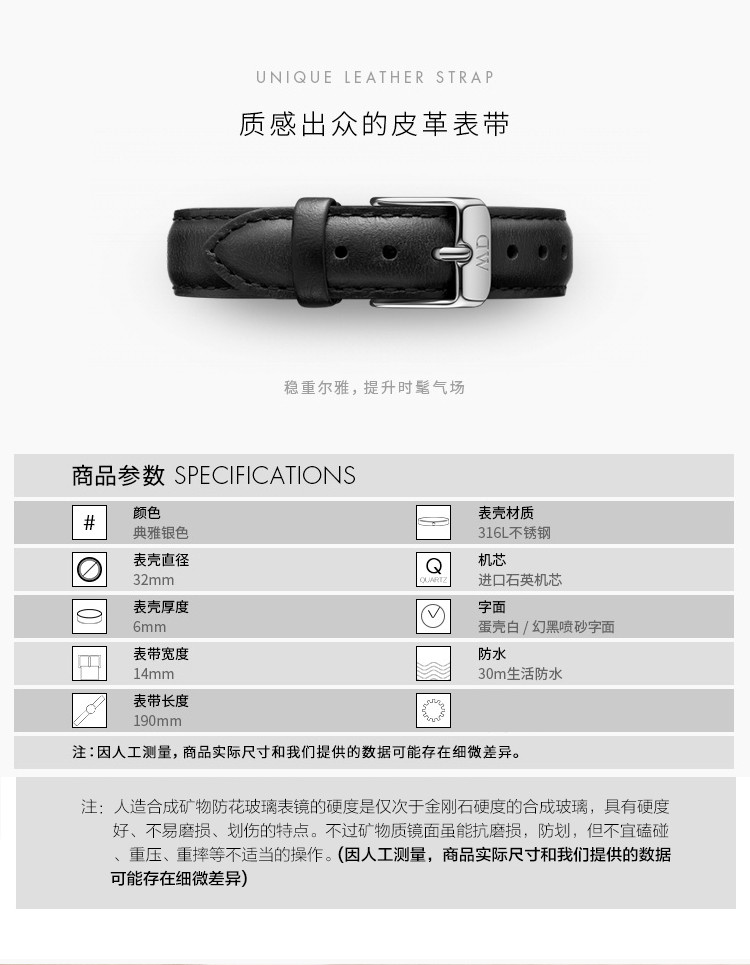 UNIQUE LEATHER STRAP
质感出众的皮革表带
DW
稳重尔雅，提升时髦气场
商品参数 SPECIFICATIONS
# 颜色
典雅银色
表壳材质
316L不锈钢
表壳直径
32mm
Q
QUARTZ
机芯
进口石英机芯
表壳厚度
6mm
字面
蛋壳白 / 幻黑喷砂字面
表带宽度
14mm
防水
30m生活防水
表带长度
190mm
注：因人工测量，商品实际尺寸和我们提供的数据可能存在细微差异。
注：人造合成矿物防花玻璃表镜的硬度是仅次于金刚石硬度的合成玻璃，具有硬度
好、不易磨损、划伤的特点。不过矿物质镜面虽能抗磨损，防划，但不宜磕碰
、重压、重摔等不适当的操作。(因人工测量，商品实际尺寸和我们提供的数据
可能存在细微差异)